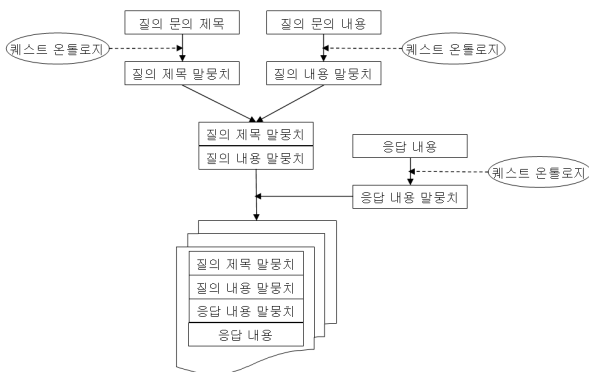 질의 문의 제목
질의 문의 내용
퀘스트 온톨로지
퀘스트 온톨로지
질의 제목 말뭉치
질의 내용 말뭉치
질의 제목 말뭉치
질의 내용 말뭉치
응답 내용
퀘스트 온톨로지
응답 내용 말뭉치
질의 제목 말뭉치
질의 내용 말뭉치
응답 내용 말뭉치
응답 내용